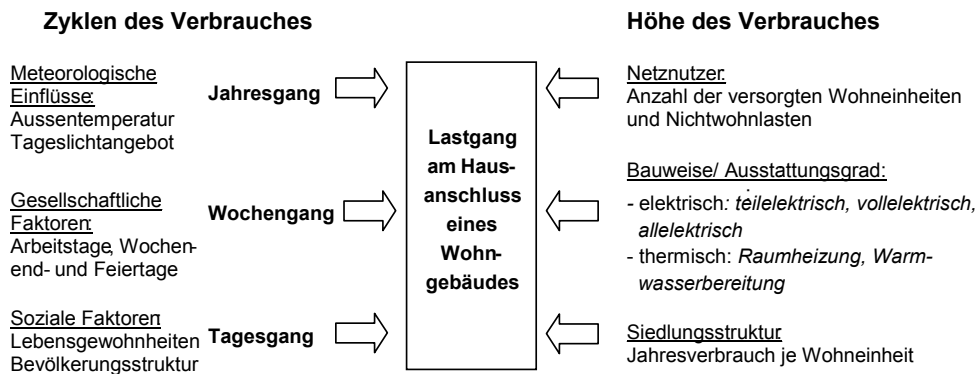 Zyklen des Verbrauches
Höhe des Verbrauches
Meteorologische
Einflüsse:
Aussentemperatur
Tageslichtangebot
Jahresgang
Gesellschaftliche
Faktoren:
Arbeitstage, Wochen-
end- und Feiertage
Wochengang
Soziale Faktoren:
Lebensgewohnheiten
Bevölkerungsstruktur
Tagesgang
Lastgang
am Haus-
anschluss
eines
Wohn-
gebäudes
Netznutzer:
Anzahl der versorgten Wohneinheiten
und Nichtwohnlasten
Bauweise/ Ausstattungsgrad:
- elektrisch: teilelektrisch, vollelektrisch,
allelektrisch
- thermisch: Raumheizung, Warm-
wasserbereitung
Siedlungsstruktur:
Jahresverbrauch je Wohneinheit